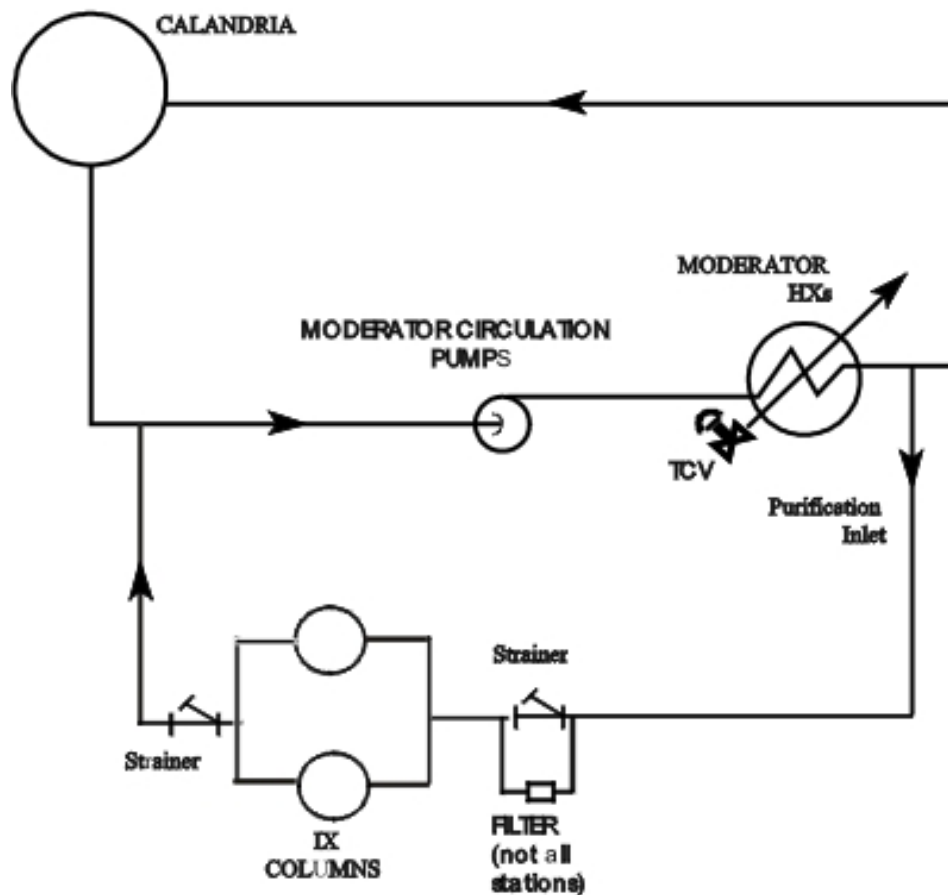 CALANDRIA
MODERATOR
HXs
MODERATOR CIRCULATION
PUMPS
TCV
Purification
Inlet
Strainer
Strainer
IX
COLUMNS
FILTER
(not all
stations)